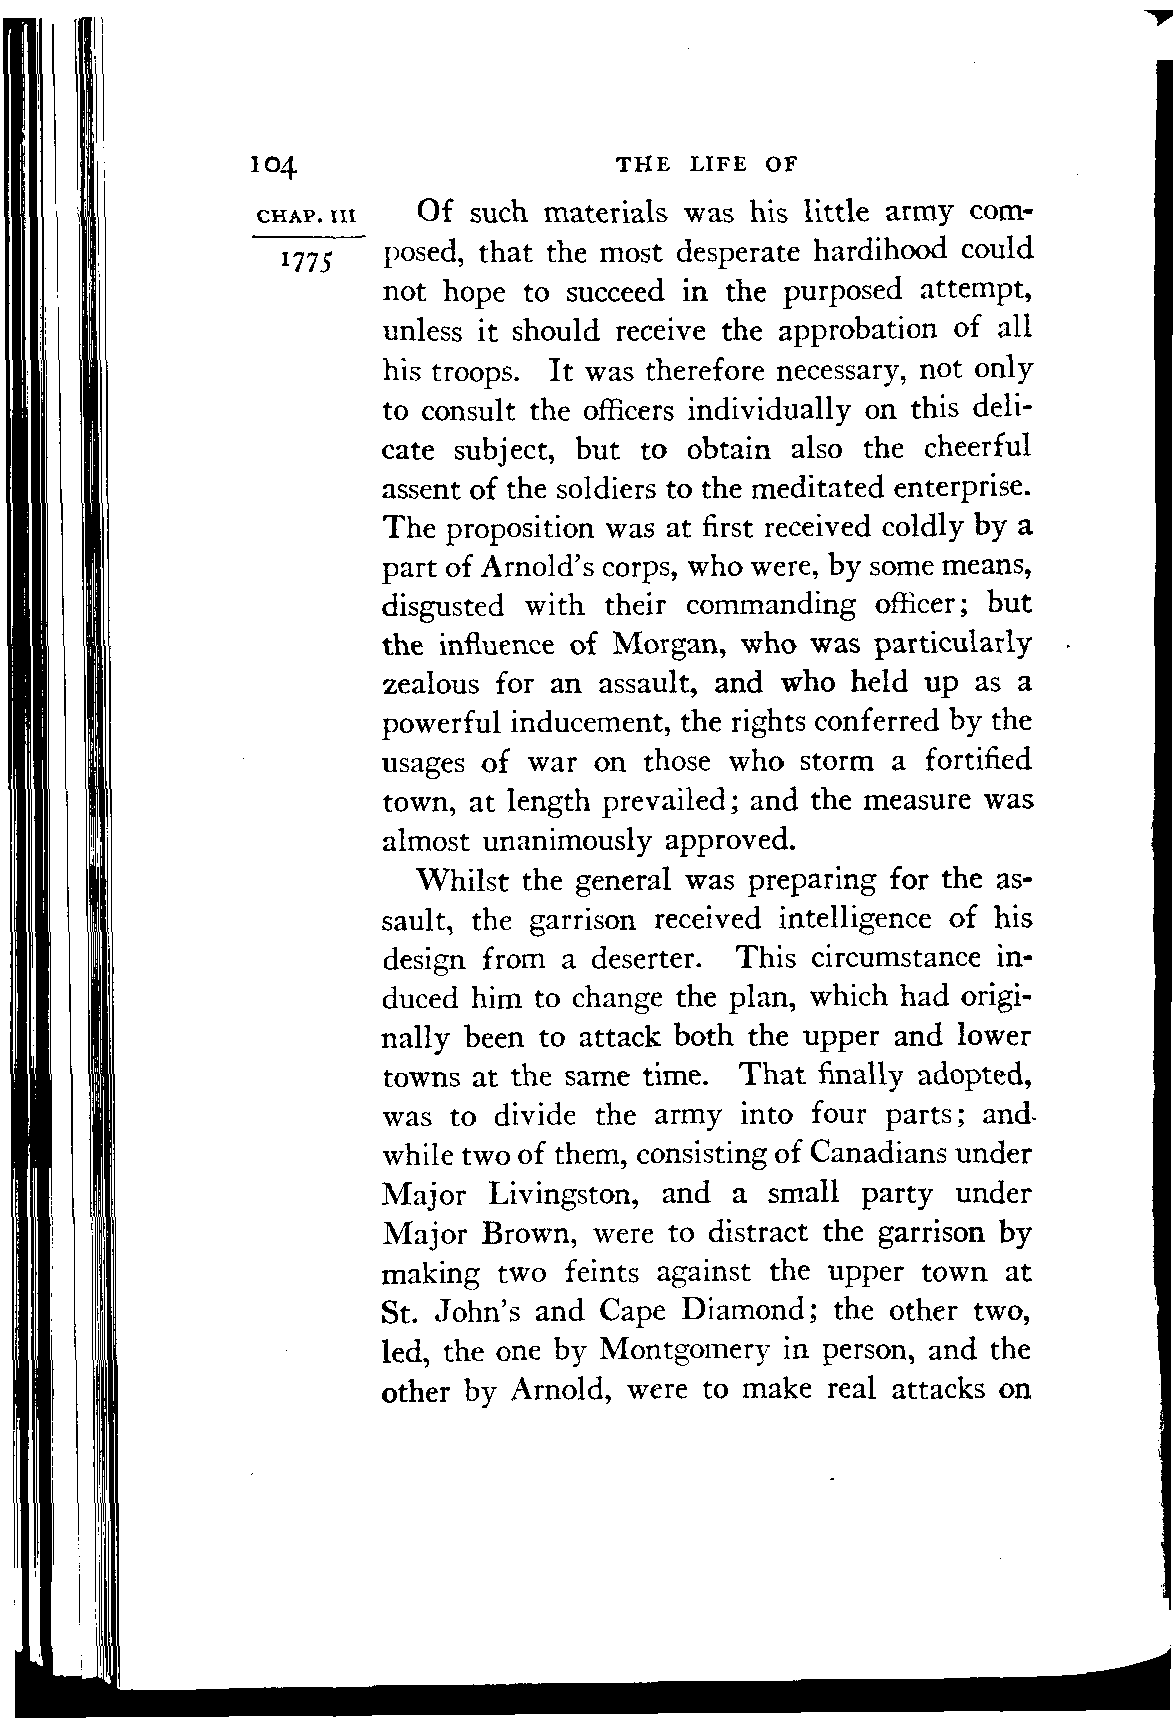 104 THE LIFE OF
CHAP. III
1775
Of such materials was his little army com-
posed, that the most desperate hardihood could
not hope to succeed in the purposed attempt,
unless it should receive the approbation of all
his troops. It was therefore necessary, not only
to consult the officers individually on this deli-
cate subject, but to obtain also the cheerful
assent of the soldiers to the meditated enterprise.
The proposition was at first received coldly by a
part of Arnold's corps, who were, by some means,
disgusted with their commanding officer; but
the influence of Morgan, who was particularly
zealous for an assault, and who held up as a
powerful inducement, the rights conferred by the
usages of war on those who storm a fortified
town, at length prevailed; and the measure was
almost unanimously approved.
Whilst the general was preparing for the as-
sault, the garrison received intelligence of his
design from a deserter. This circumstance in-
duced him to change the plan, which had origi-
nally been to attack both the upper and lower
towns at the same time. That finally adopted,
was to divide the army into four parts; and
while two of them, consisting of Canadians under
Major Livingston, and a small party under
Major Brown, were to distract the garrison by
making two feints against the upper town at
St. John's and Cape Diamond; the other two,
led, the one by Montgomery in person, and the
other by Arnold, were to make real attacks on